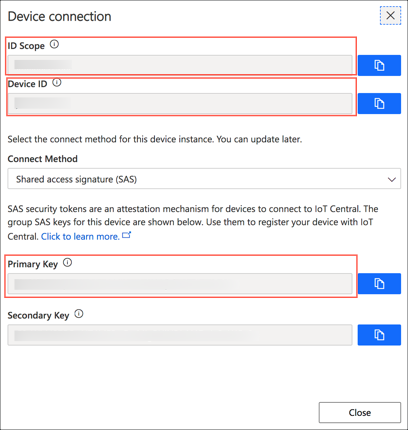 Device connection
ID Scope
Device ID
Select the connect method for this device instance. You can update later.
Connect Method
Shared access signature (SAS)
SAS security tokens are an attestation mechanism for devices to connect to IoT Central. The
group SAS keys for this device are shown below. Use them to register your device with IoT
Central. Click to learn more.
Primary Key
Secondary Key
Close